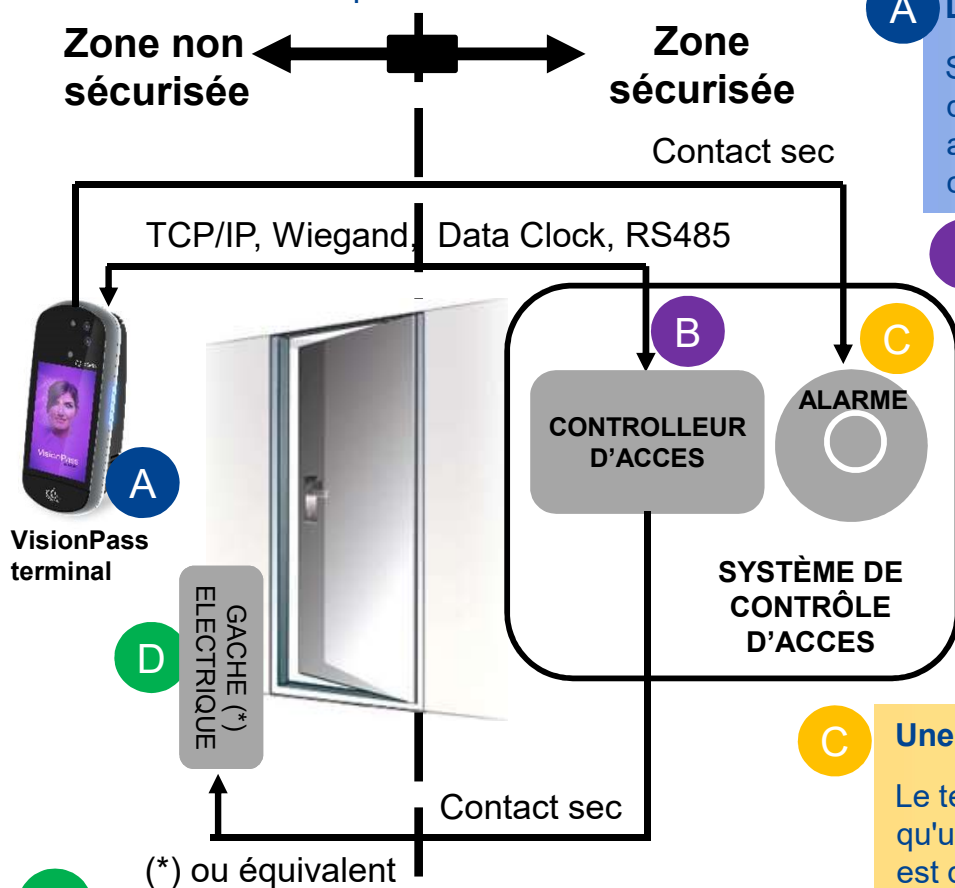 Zone non
sécurisée
Zone
sécurisée
A
Contact sec
TCP/IP, Wiegand, Data Clock, RS485
B
C
ALARME
CONTROLLEUR
D'ACCES
VisionPass
A
VisionPass
terminal
SYSTÈME DE
CONTRÔLE
D'ACCES
D
GACHE (*)
ELECTRIQUE
C
Une
Le te
qu'u
est
Contact sec
(*) ou équivalent